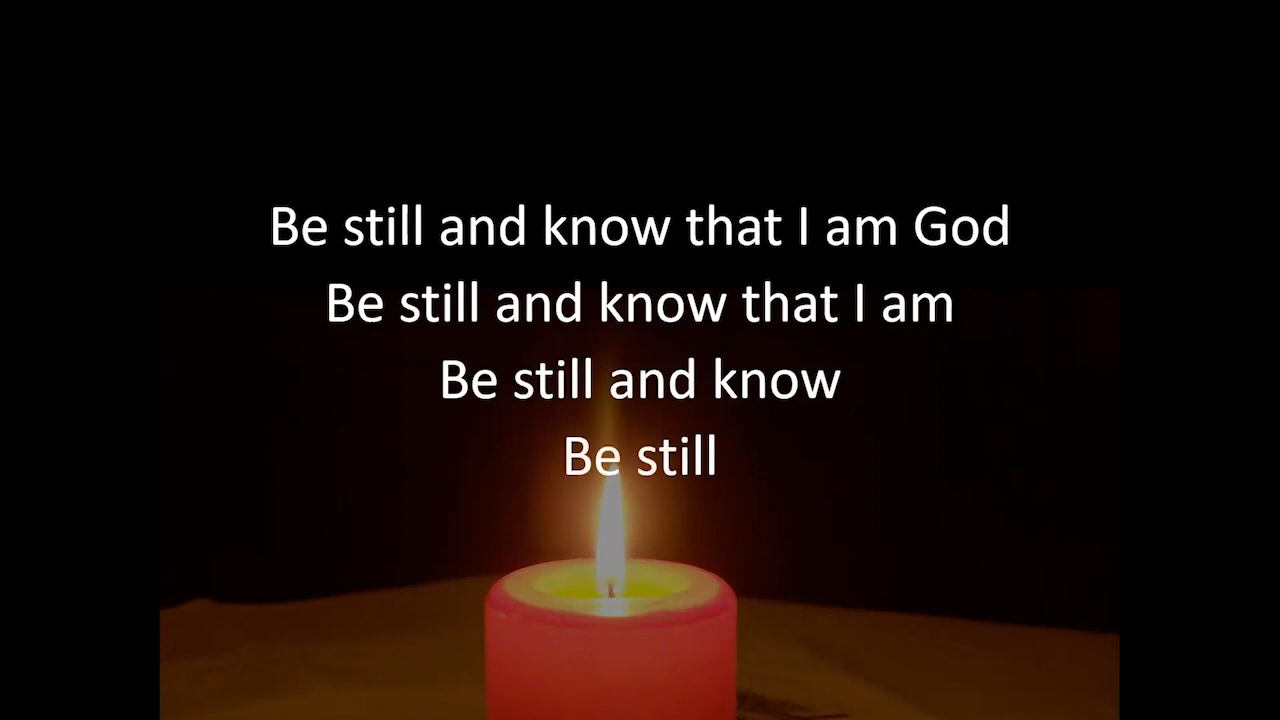 Be still and know that I am God
Be still and know that I am
Be still and know
Be still